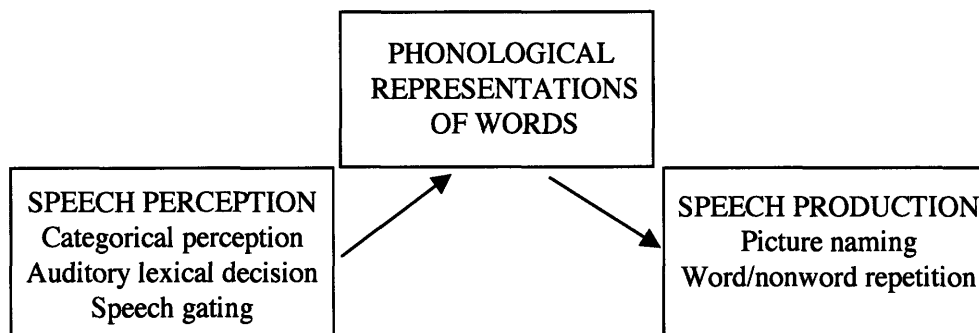 PHONOLOGICAL
REPRESENTATIONS
OF WORDS
SPEECH PERCEPTION
Categorical perception
Auditory lexical decision
Speech gating
SPEECH PRODUCTION
Picture naming
Word/nonword repetition